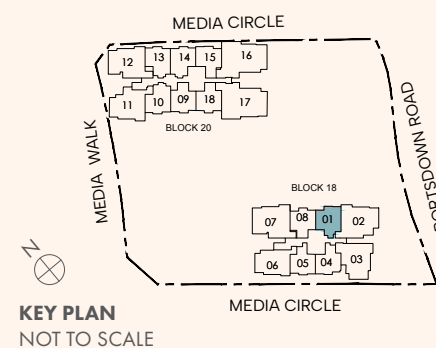 MEDIA CIRCLE
12 13 14 15 16
11 10 09 18 17
BLOCK 20
MEDIA WALK
PORTSDOWN ROAD
BLOCK 18
07 08 01 02
06 05 04 03
N
MEDIA CIRCLE
KEY PLAN
NOT TO SCALE